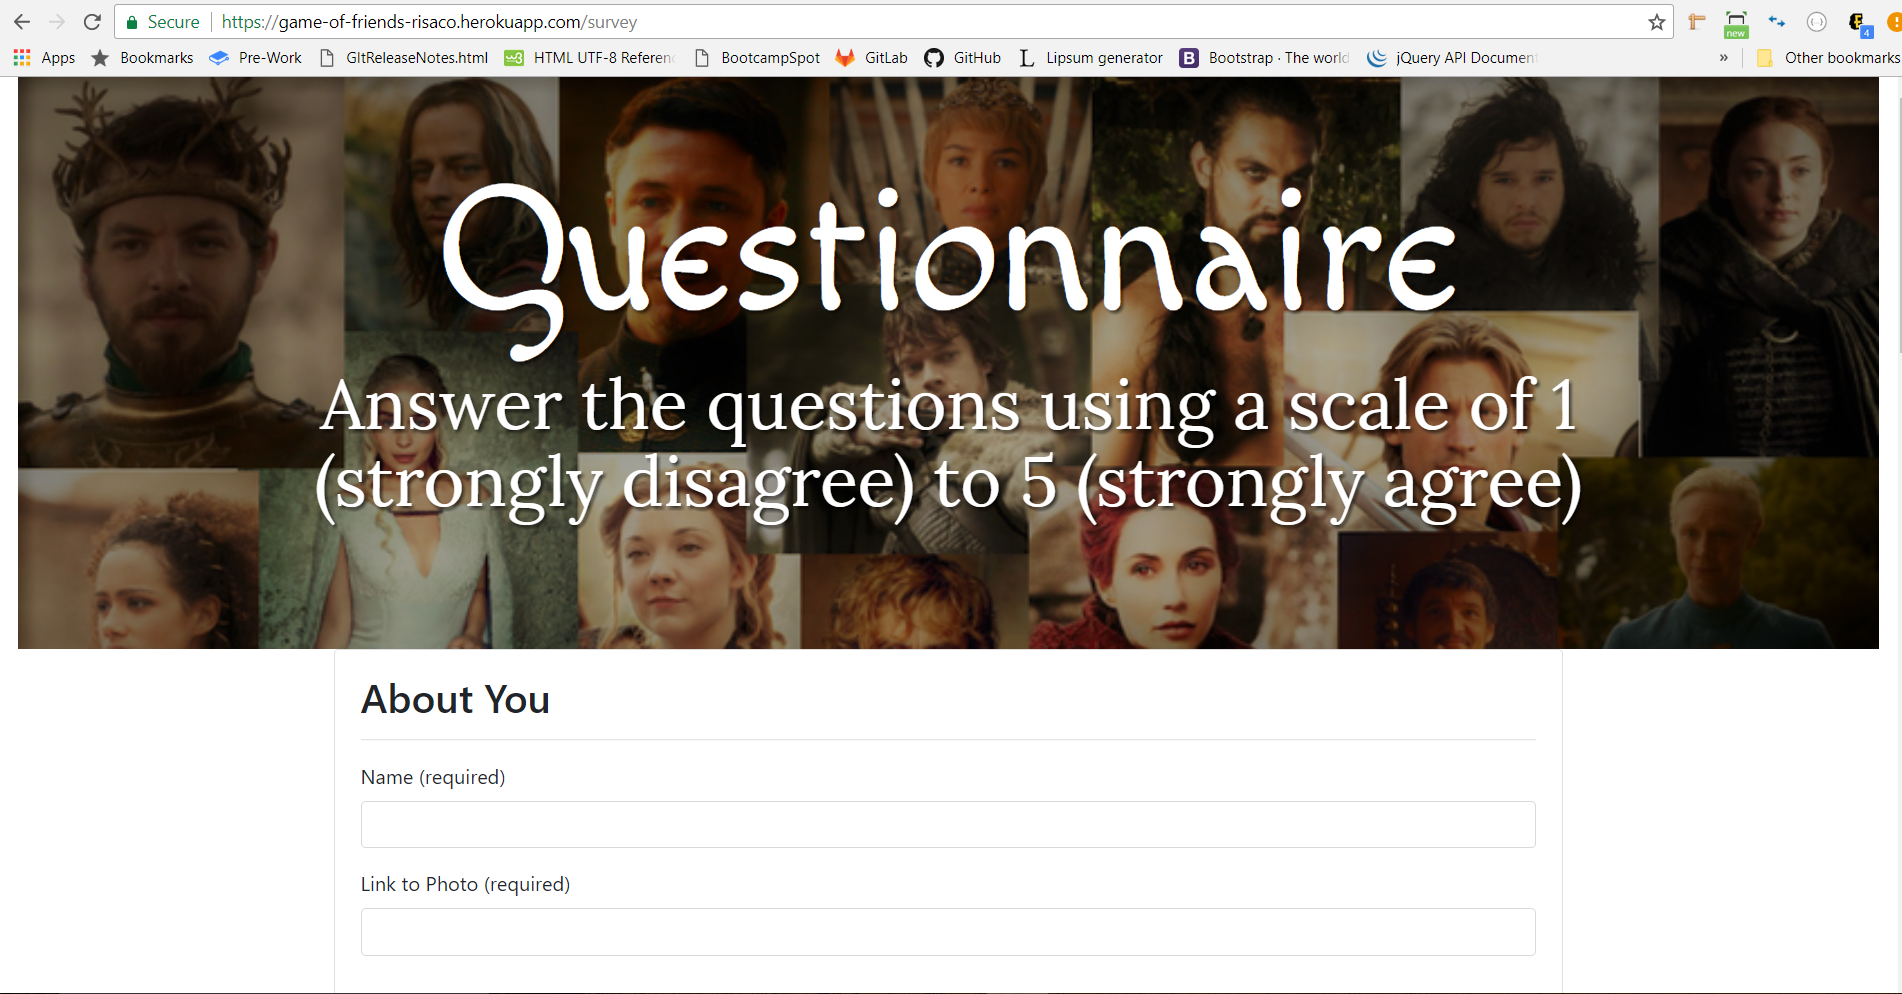 Secure https://game-of-friends-risaco.herokuapp.com/survey
new
4
Apps Bookmarks Pre-Work GItReleaseNotes.html HTML UTF-8 Referenc BootcampSpot GitLab GitHub Lipsum generator Bootstrap · The world jQuery API Document » Other bookmarks
Questionnaire
Answer the questions using a scale of 1
(strongly disagree) to 5 (strongly agree)
About You
Name (required)
Link to Photo (required)